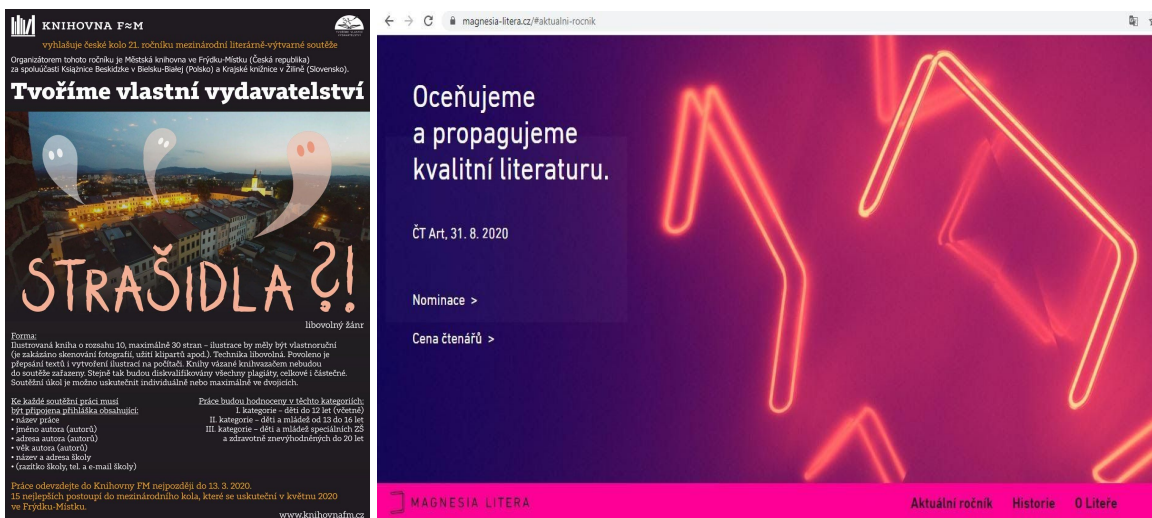 KNIHOVNA F≈M
vyhlašuje české kolo 21. ročníku mezinárodní literárně-výtvarné soutěže
Organizátorem tohoto ročníku je Městská knihovna ve Frýdku-Místku (Česká republika)
za spoluúčasti Książnice Beskidzke v Bielsku-Białej (Polsko) a Krajské knižnice v Žilině (Slovensko).
Tvoříme vlastní vydavatelství
STRAŠIDLA ?!
libovolný žánr
Forma:
Ilustrovaná kniha o rozsahu 10, maximálně 30 stran – ilustrace by měly být vlastnoruční
(je zakázáno skenování fotografií, užití klipartů apod.). Technika libovolná. Povoleno je
přepsání textů i vytvoření ilustrací na počítači. Knihy vázané knihvazačem nebudou
do soutěže zařazeny. Stejně tak budou diskvalifikovány všechny plagiáty, celkové i částečné.
Soutěžní úkol je možno uskutečnit individuálně nebo maximálně ve dvojicích.
Ke každé soutěžní práci musí
být připojena přihláška obsahující:
• název práce
• jméno autora (autorů)
• adresa autora (autorů)
• věk autora (autorů)
• název a adresa školy
• (razítko školy, tel. a e-mail školy)
Práce budou hodnoceny v těchto kategoriích:
I. kategorie – děti do 12 let (včetně)
II. kategorie – děti a mládež od 13 do 16 let
III. kategorie – děti a mládež speciálních ZŠ
a zdravotně znevýhodněných do 20 let
Práce odevzdejte do Knihovny FM nejpozději do 13. 3. 2020.
15 nejlepších postoupí do mezinárodního kola, které se uskuteční v květnu 2020
ve Frýdku-Místku.
www.knihovnafm.cz
magnesia-litera.cz/#aktualni-rocnik
Oceňujeme
a propagujeme
kvalitní literaturu.
ČT Art, 31. 8. 2020
Nominace >
Cena čtenářů >
MAGNESIA LITERA
Aktuální ročník Historie O Liteře